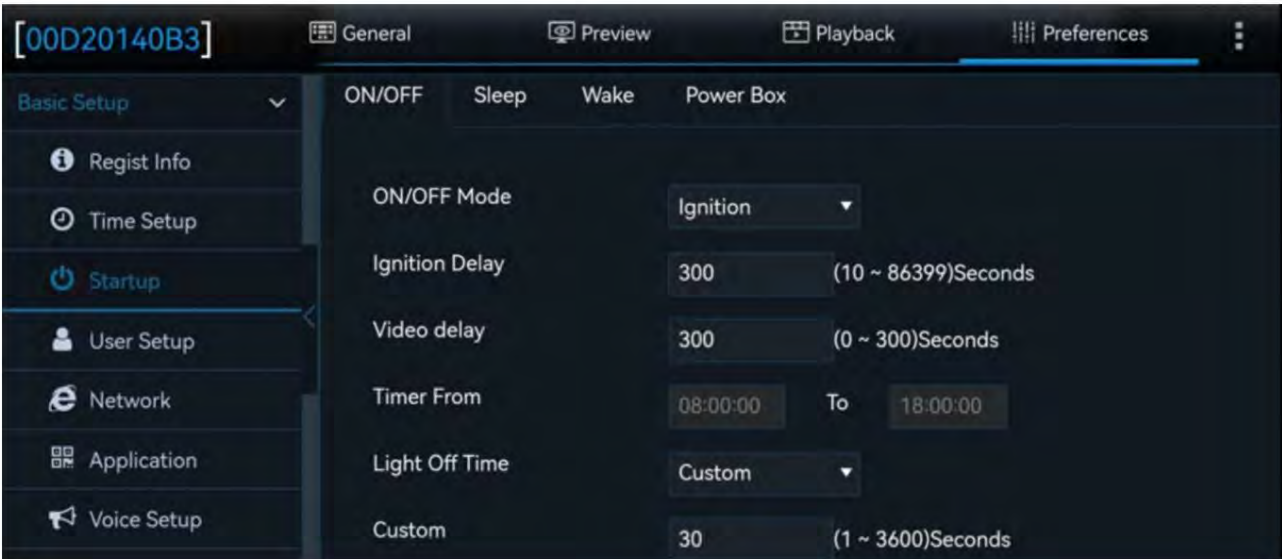 [00D20140B3]
General
Preview
Playback
Preferences
Basic Setup
Regist Info
Time Setup
Startup
User Setup
Network
Application
Voice Setup
ON/OFF Sleep Wake Power Box
ON/OFF Mode Ignition
Ignition Delay 300 (10 ~ 86399)Seconds
Video delay 300 (0 ~ 300)Seconds
Timer From 08:00:00 To 18:00:00
Light Off Time Custom
Custom 30 (1 ~ 3600)Seconds